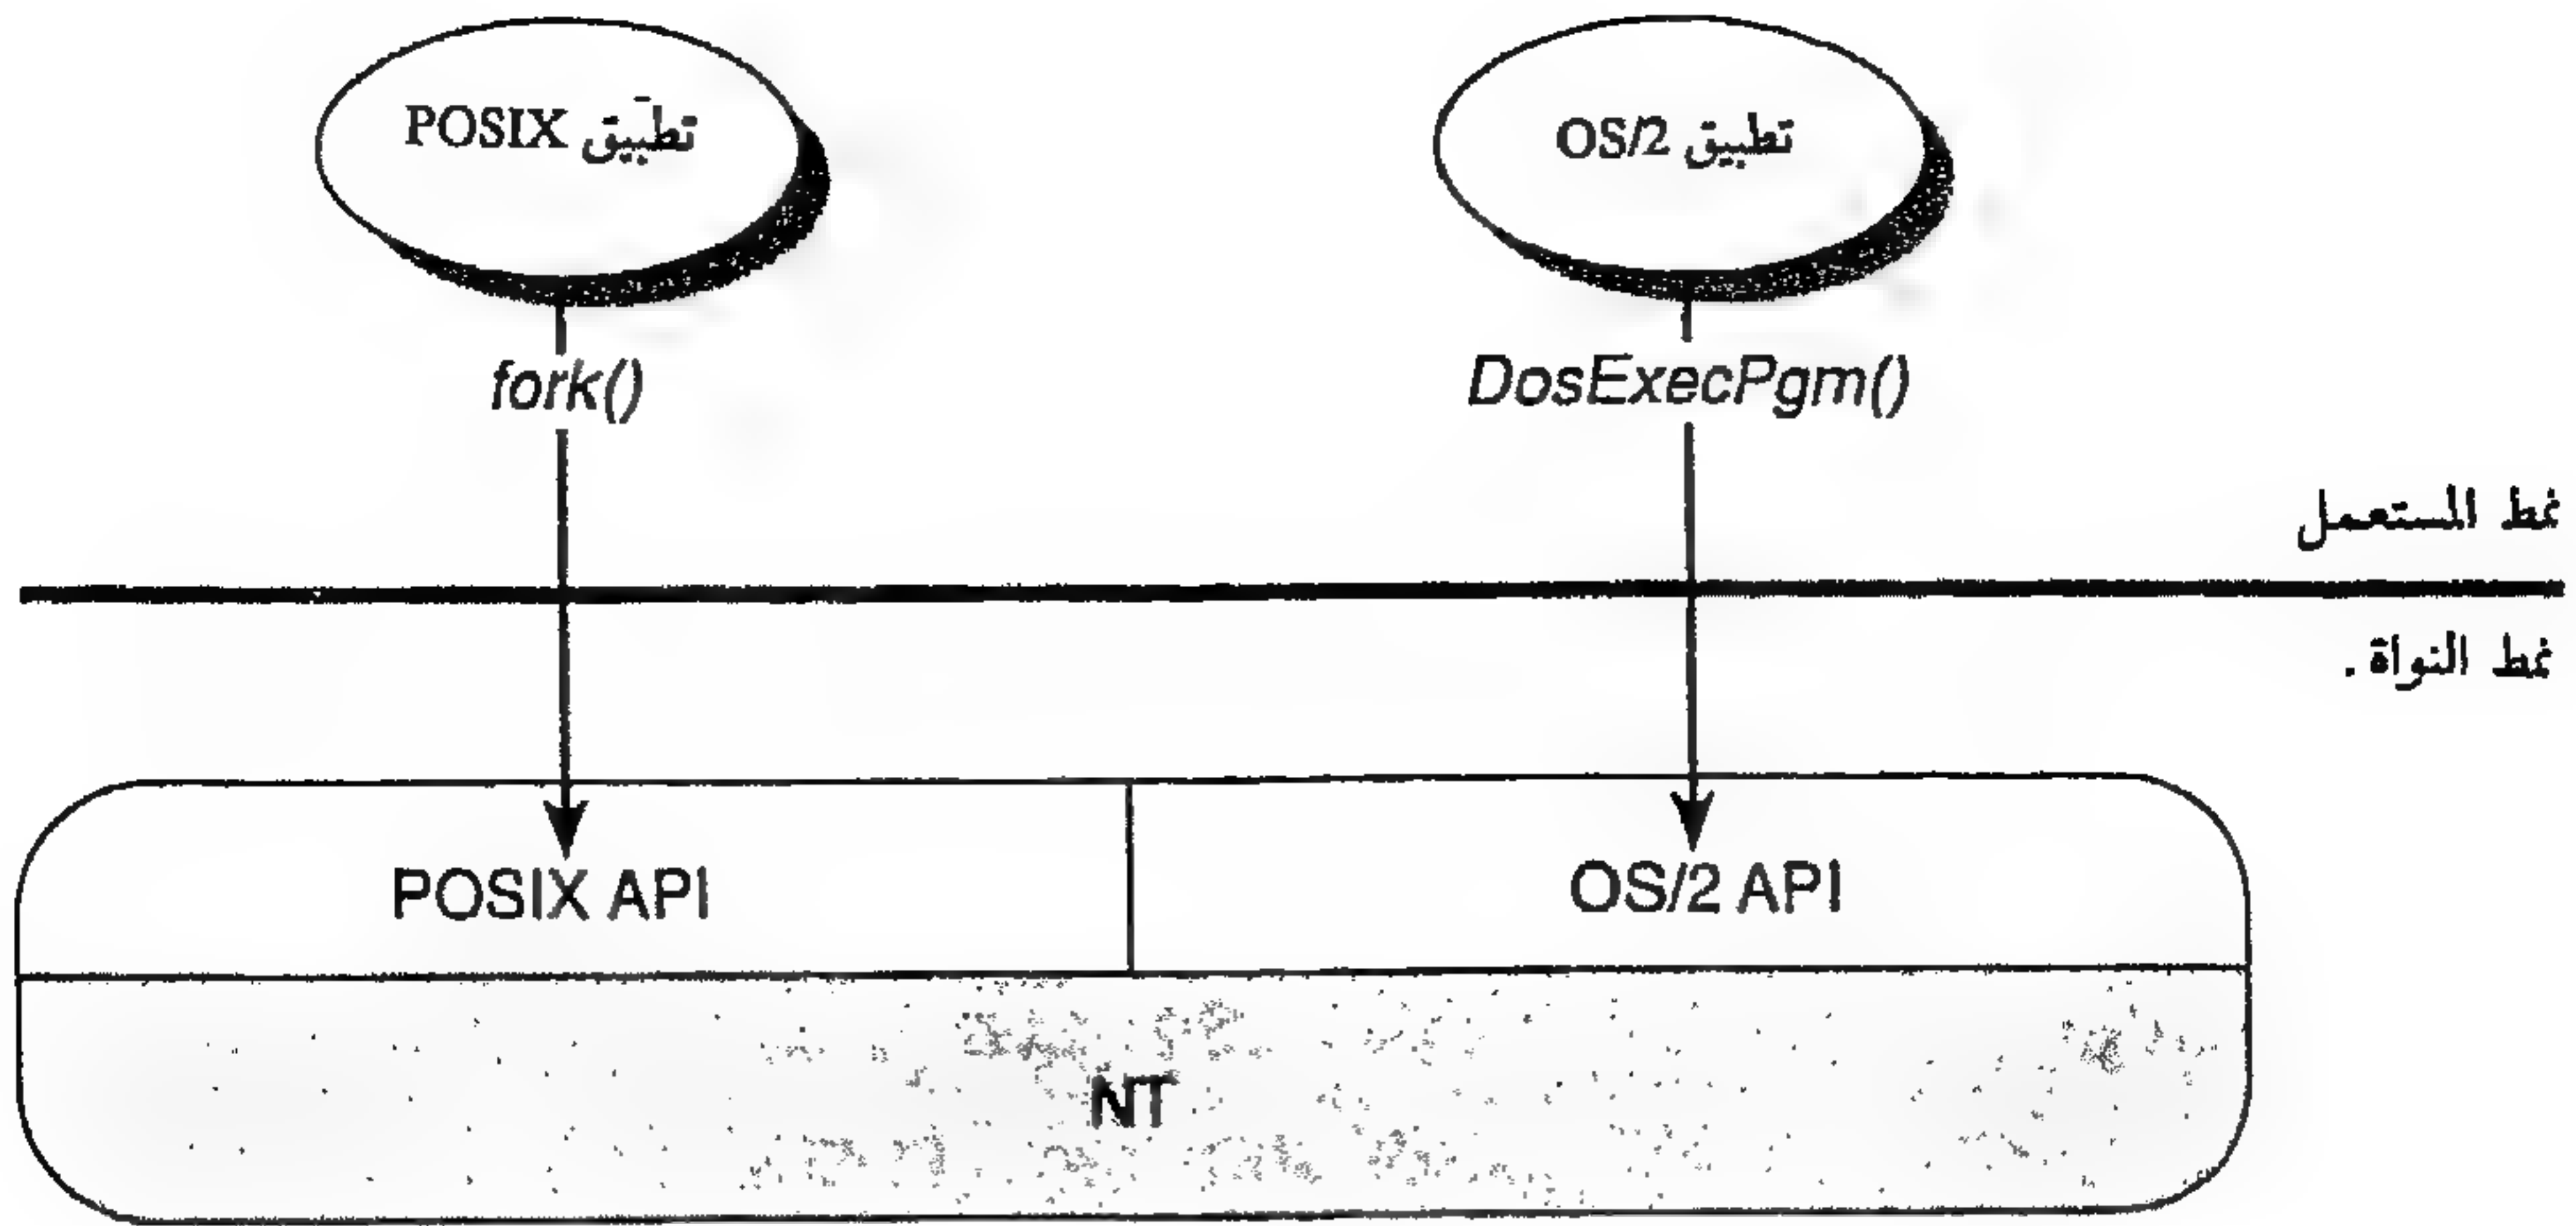 تطبيق POSIX
تطبيق OS/2
fork()
DosExecPgm()
نمط المستعمل
نمط النواة .
POSIX API
OS/2 API
NT